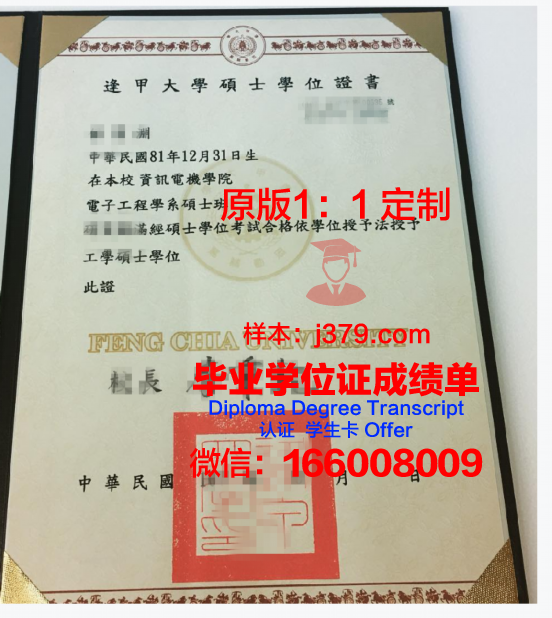 逢甲大學碩士學位證書
號
中華民國81年12月31日生
在本校資訊電機學院
電子工程學系碩士班
原版1：1 定制
經碩士學位考試合格依學位授予法授予
工學碩士學位
此證
FENG CHIA UNIVERSITY
样本：j379.com
長
毕业学位证成绩单
Diploma Degree Transcript
认证 学生卡 Offer
微信：166008009
中華民國 月 日